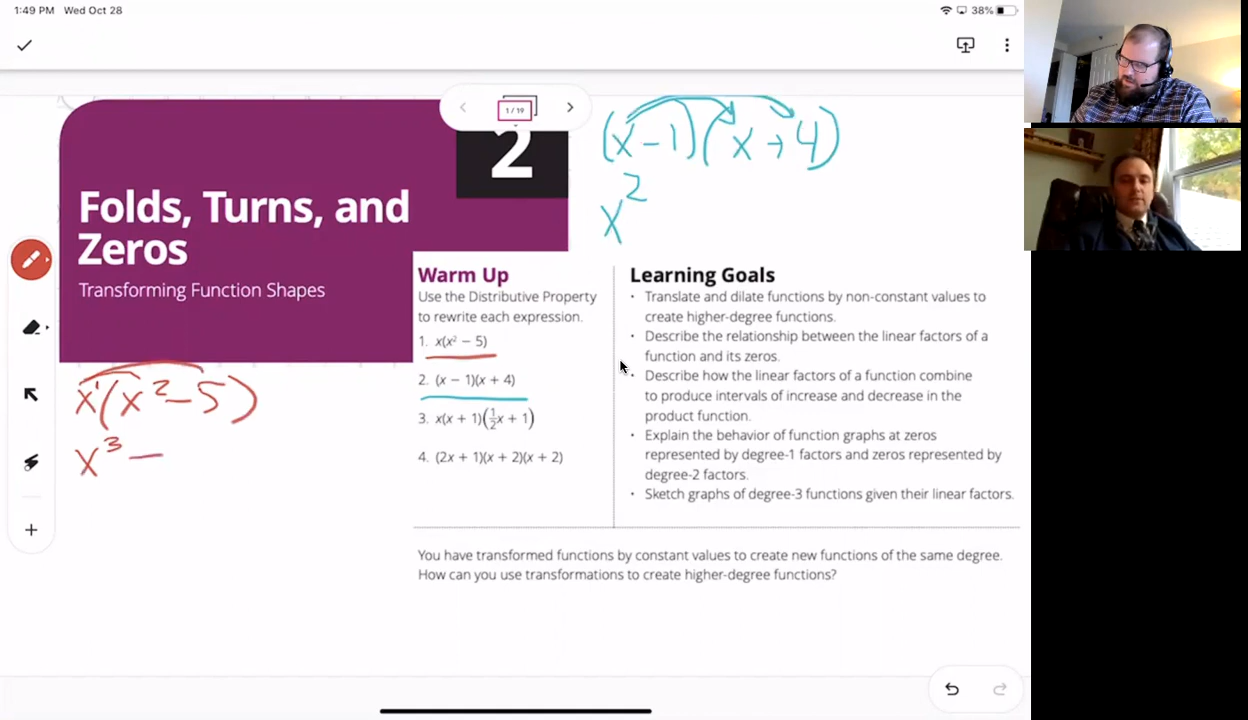 1:49 PM Wed Oct 28
38%
1 / 19
2
Folds, Turns, and
Zeros
Transforming Function Shapes
(x - 1)(x + 4)
x²
Warm Up
Use the Distributive Property
to rewrite each expression.
1. x(x² − 5)
2. (x − 1)(x + 4)
3. x(x + 1)(½x + 1)
4. (2x + 1)(x + 2)(x + 2)
Learning Goals
• Translate and dilate functions by non-constant values to
create higher-degree functions.
• Describe the relationship between the linear factors of a
function and its zeros.
• Describe how the linear factors of a function combine
to produce intervals of increase and decrease in the
product function.
• Explain the behavior of function graphs at zeros
represented by degree-1 factors and zeros represented by
degree-2 factors.
• Sketch graphs of degree-3 functions given their linear factors.
x¹(x² - 5)
x³ -
You have transformed functions by constant values to create new functions of the same degree.
How can you use transformations to create higher-degree functions?